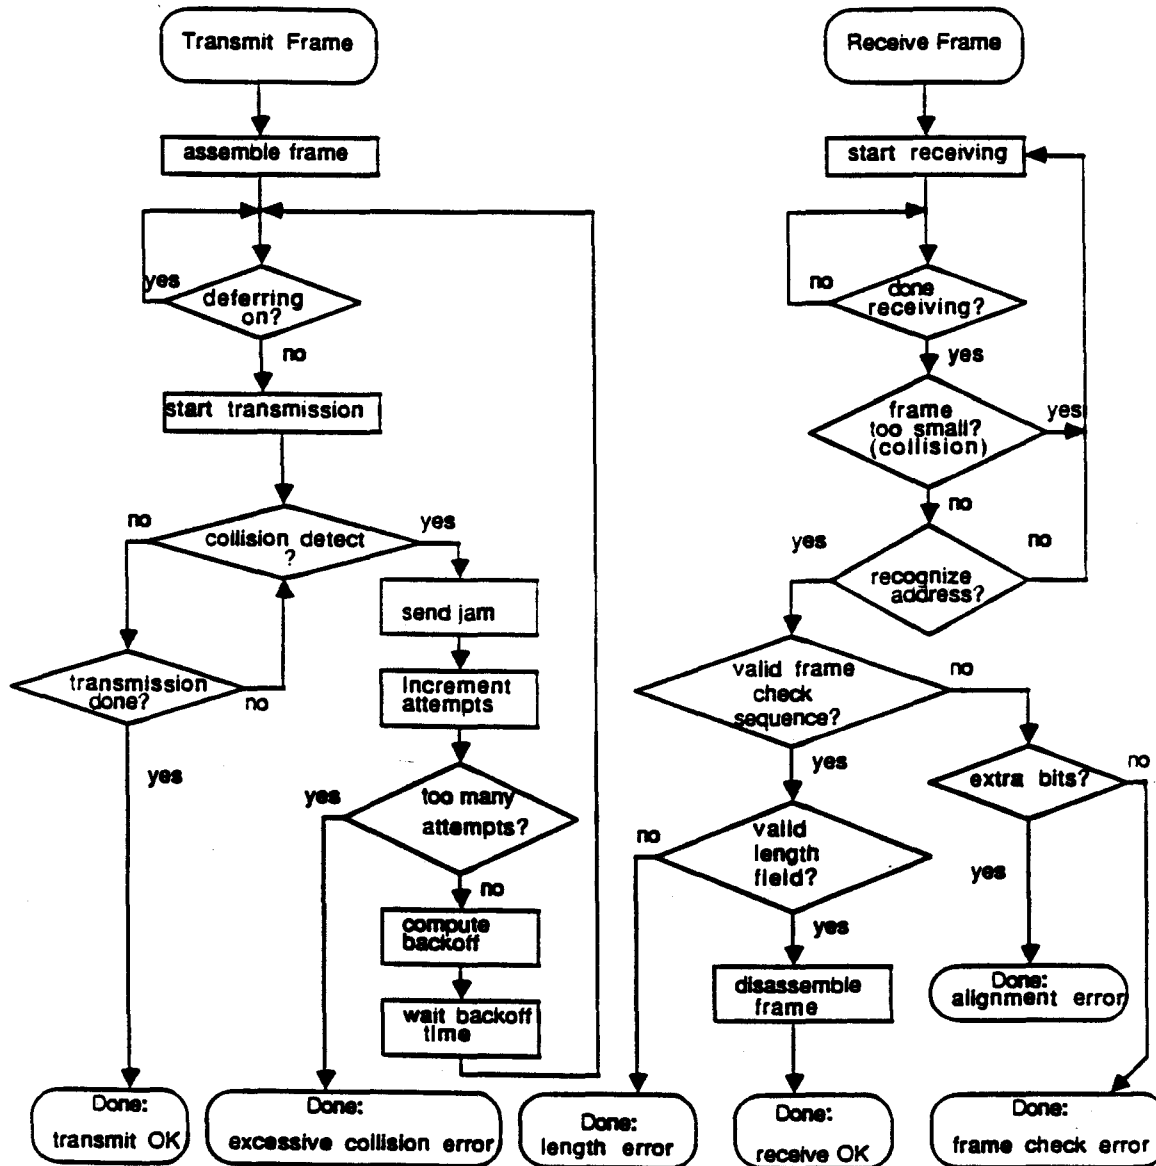 Transmit Frame
assemble frame
yes
deferring
on?
no
start transmission
no
yes
collision detect
?
send jam
transmission
done?
no
increment
attempts
yes
yes
too many
attempts?
no
compute
backoff
wait backoff
time
Done:
transmit OK
Done:
excessive collision error
Receive Frame
start receiving
no
done
receiving?
yes
frame
too small?
(collision)
yes
no
yes
no
recognize
address?
valid frame
check
sequence?
no
yes
extra bits?
no
no
valid
length
field?
yes
yes
disassemble
frame
Done:
alignment error
Done:
length error
Done:
receive OK
Done:
frame check error